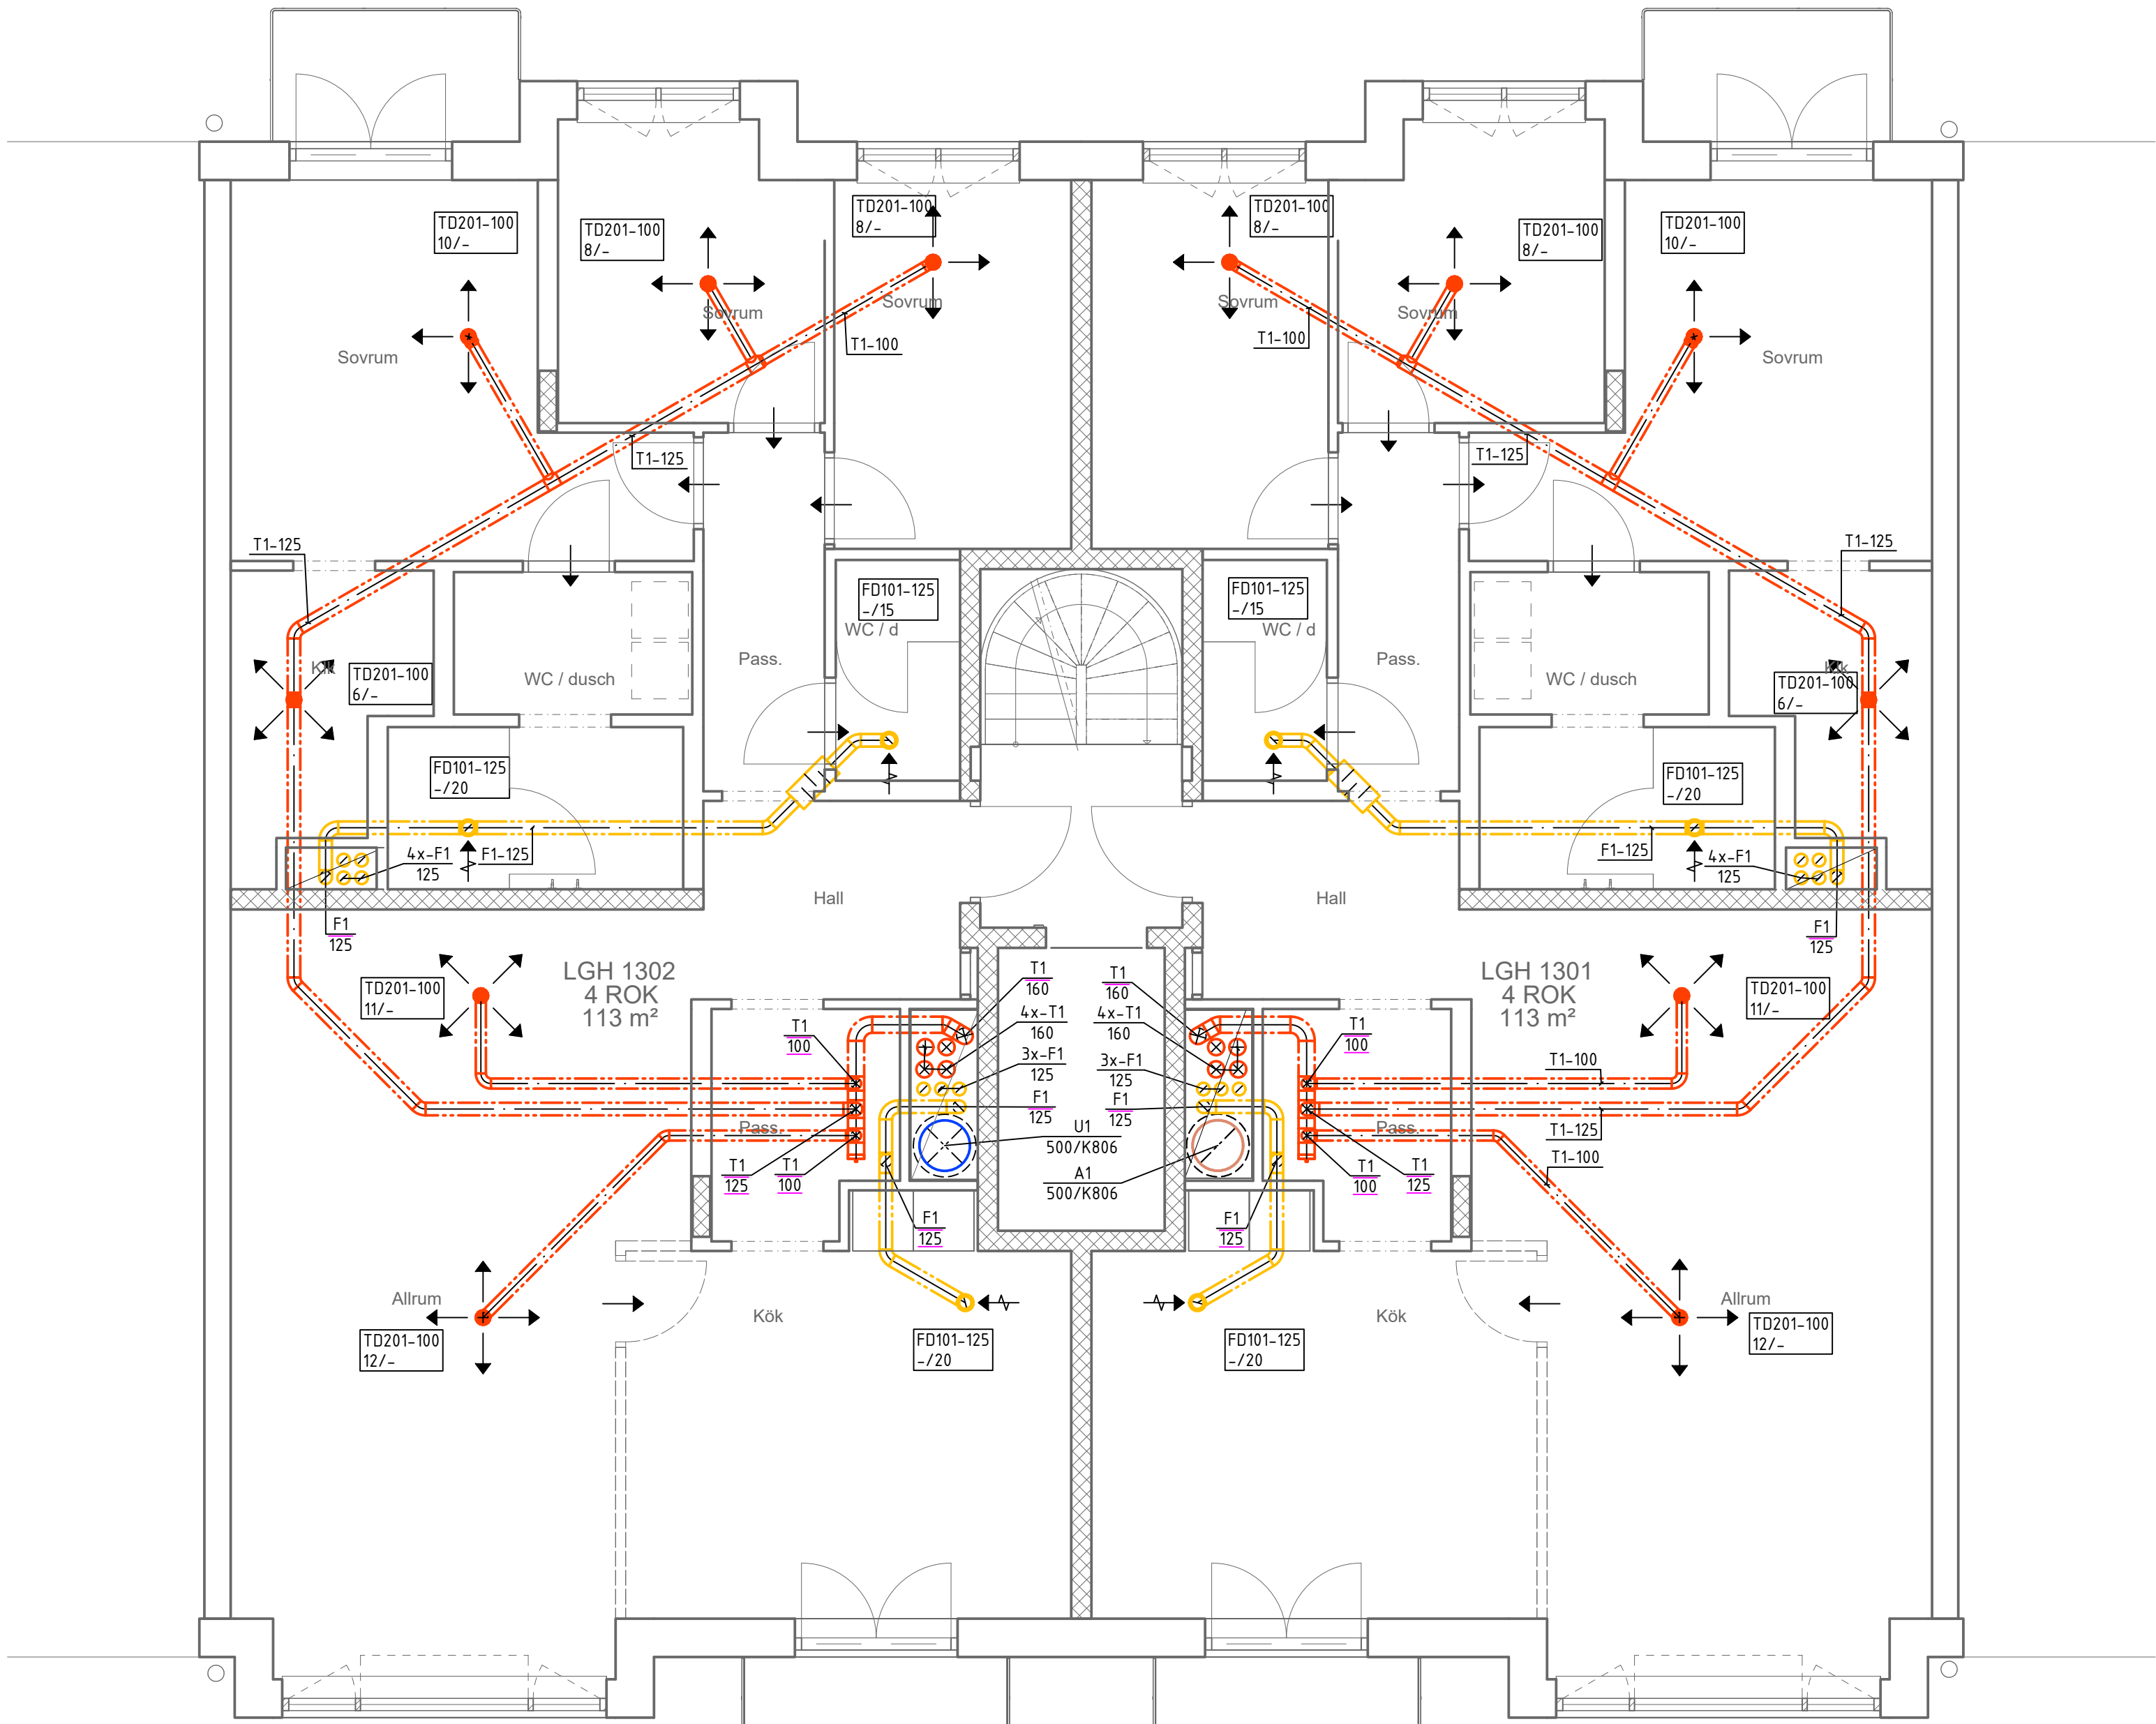 TD201-100
10/-
TD201-100
8/-
TD201-100
8/-
TD201-100
8/-
TD201-100
8/-
TD201-100
10/-
Sovrum
Sovrum
Sovrum
Sovrum
Sovrum
Sovrum
T1-100
T1-100
T1-125
T1-125
T1-125
T1-125
FD101-125
-/15
WC / d
FD101-125
-/15
WC / d
Klk
TD201-100
6/-
WC / dusch
Pass.
Pass.
WC / dusch
Klk
TD201-100
6/-
FD101-125
-/20
FD101-125
-/20
4x-F1
125
F1-125
F1-125
4x-F1
125
F1
125
Hall
Hall
F1
125
TD201-100
11/-
LGH 1302
4 ROK
113 m²
LGH 1301
4 ROK
113 m²
TD201-100
11/-
T1
160
T1
160
4x-T1
160
4x-T1
160
T1
100
T1
100
3x-F1
125
3x-F1
125
T1-100
F1
125
F1
125
T1-125
Pass.
Pass.
U1
500/K806
A1
500/K806
T1
125
T1
100
T1
100
T1
125
T1-100
F1
125
F1
125
Allrum
Kök
Kök
Allrum
TD201-100
12/-
FD101-125
-/20
FD101-125
-/20
TD201-100
12/-